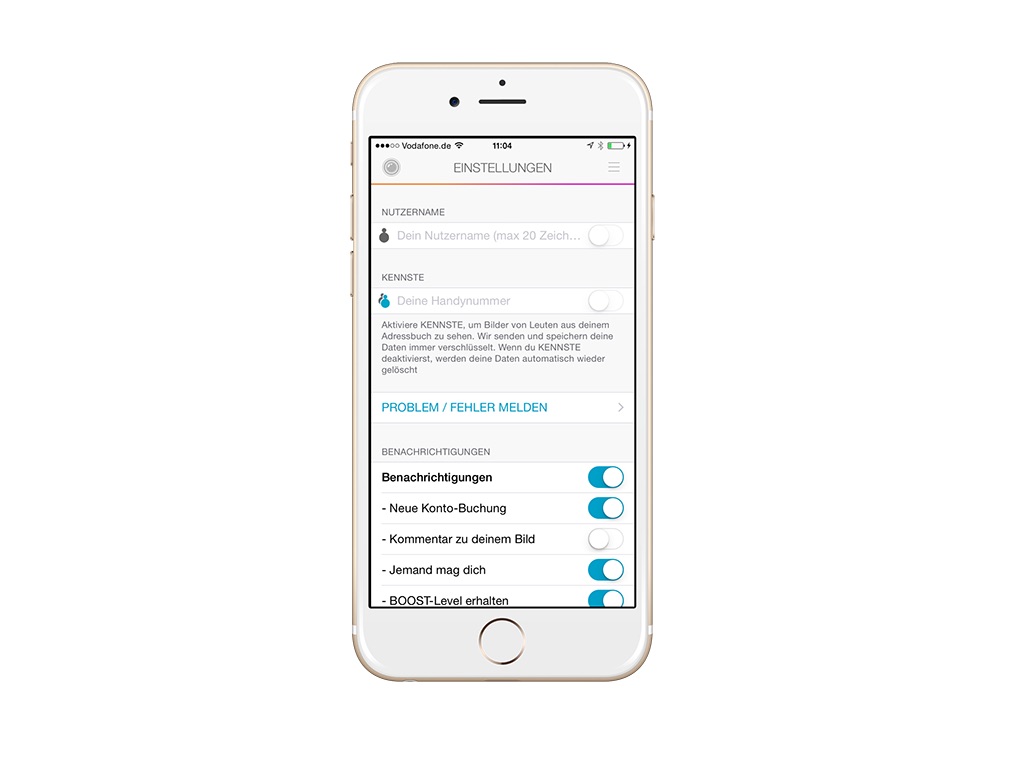 Vodafone.de 11:04
EINSTELLUNGEN
NUTZERNAME
Dein Nutzername (max 20 Zeich...
KENNSTE
Deine Handynummer
Aktiviere KENNSTE, um Bilder von Leuten aus deinem
Adressbuch zu sehen. Wir senden und speichern deine
Daten immer verschlüsselt. Wenn du KENNSTE
deaktivierst, werden deine Daten automatisch wieder
gelöscht
PROBLEM / FEHLER MELDEN
BENACHRICHTIGUNGEN
Benachrichtigungen
- Neue Konto-Buchung
- Kommentar zu deinem Bild
- Jemand mag dich
- BOOST-Level erhalten